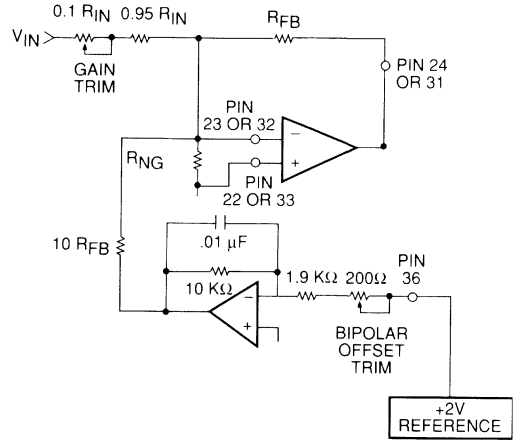 0.1 RIN
0.95 RIN
RFB
VIN
GAIN
TRIM
PIN 24
OR 31
PIN
23 OR 32
−
+
RNG
PIN
22 OR 33
.01 μF
10 RFB
10 KΩ
−
+
1.9 KΩ
200Ω
PIN
36
BIPOLAR
OFFSET
TRIM
+2V
REFERENCE